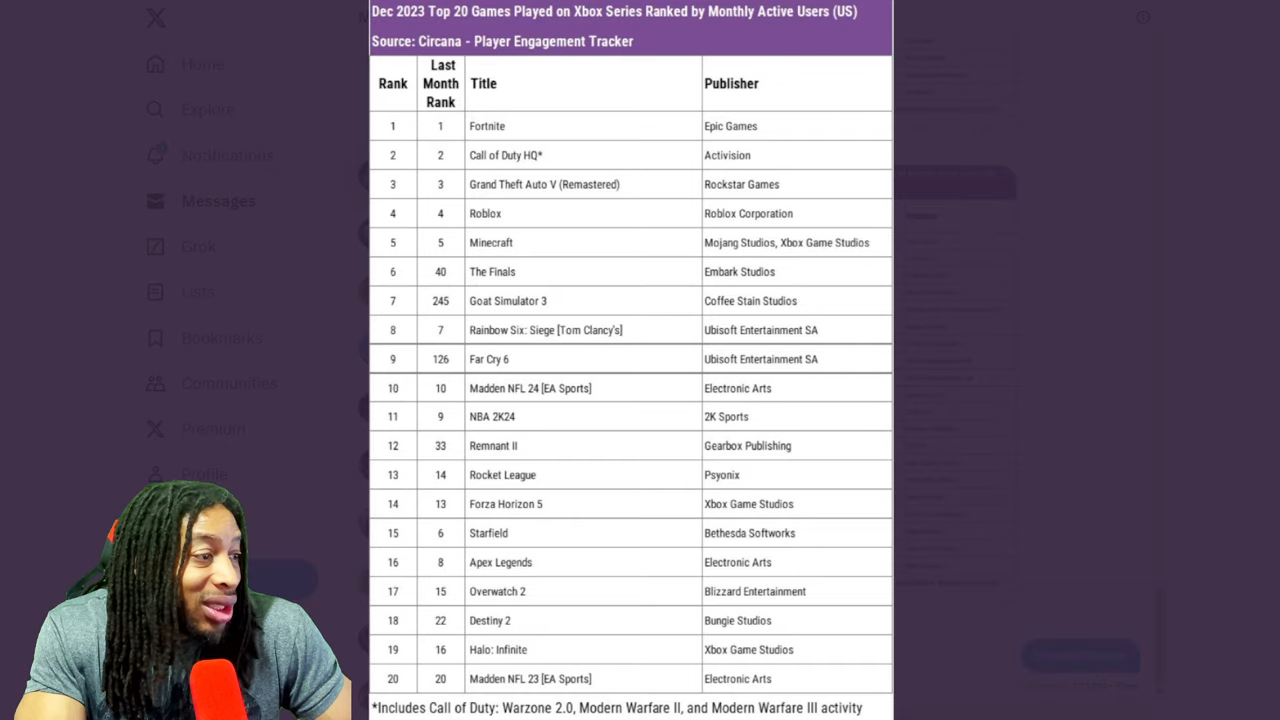 Dec 2023 Top 20 Games Played on Xbox Series Ranked by Monthly Active Users (US)
Source: Circana - Player Engagement Tracker
Rank Last Month Rank Title Publisher
1 1 Fortnite Epic Games
2 2 Call of Duty HQ* Activision
3 3 Grand Theft Auto V (Remastered) Rockstar Games
4 4 Roblox Roblox Corporation
5 5 Minecraft Mojang Studios, Xbox Game Studios
6 40 The Finals Embark Studios
7 245 Goat Simulator 3 Coffee Stain Studios
8 7 Rainbow Six: Siege [Tom Clancy's] Ubisoft Entertainment SA
9 126 Far Cry 6 Ubisoft Entertainment SA
10 10 Madden NFL 24 [EA Sports] Electronic Arts
11 9 NBA 2K24 2K Sports
12 33 Remnant II Gearbox Publishing
13 14 Rocket League Psyonix
14 13 Forza Horizon 5 Xbox Game Studios
15 6 Starfield Bethesda Softworks
16 8 Apex Legends Electronic Arts
17 15 Overwatch 2 Blizzard Entertainment
18 22 Destiny 2 Bungie Studios
19 16 Halo: Infinite Xbox Game Studios
20 20 Madden NFL 23 [EA Sports] Electronic Arts
*Includes Call of Duty: Warzone 2.0, Modern Warfare II, and Modern Warfare III activity
Home
Explore
Notifications
Messages
Grok
Lists
Bookmarks
Communities
Premium
Profile